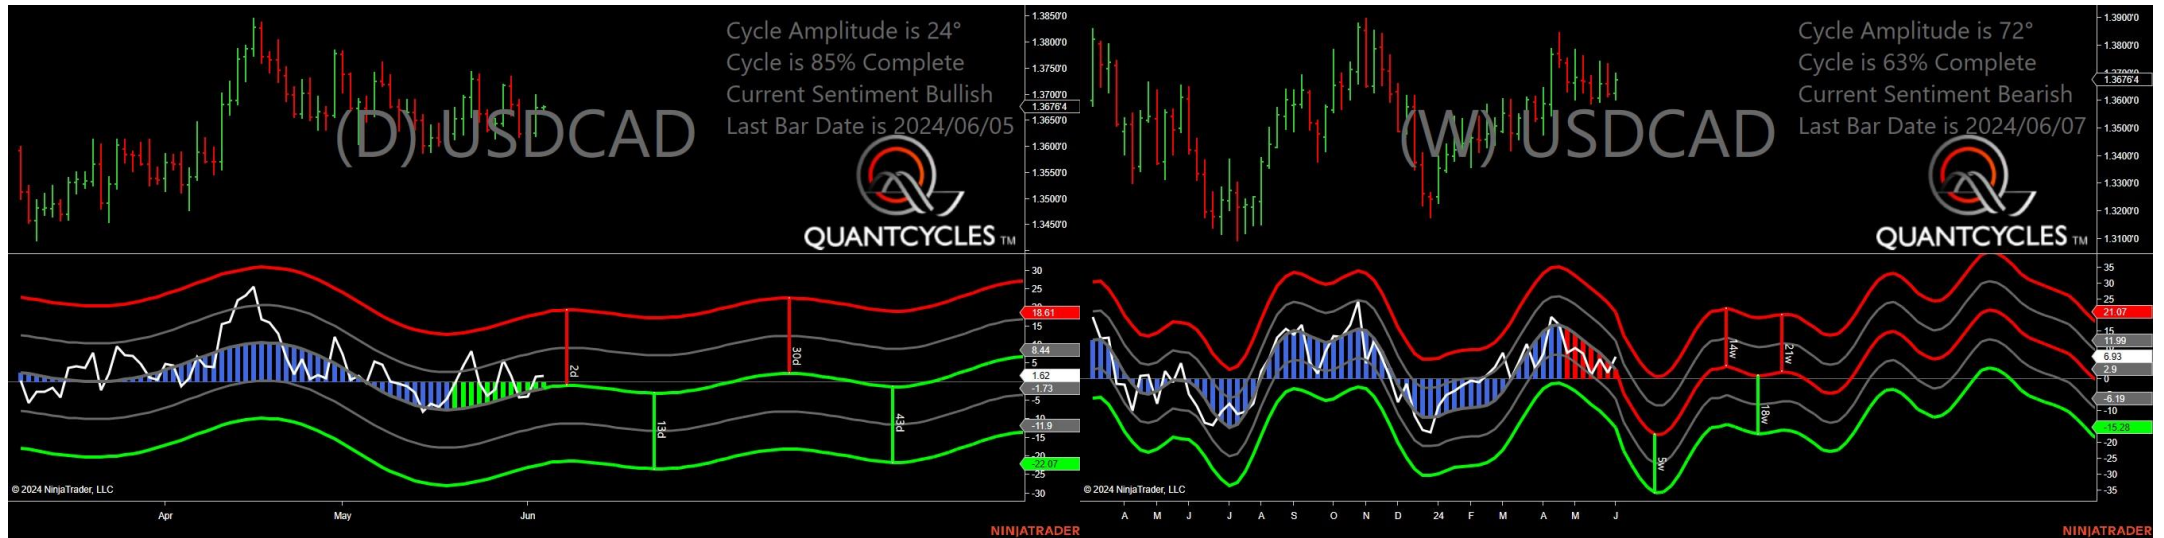 Cycle Amplitude is 24°
Cycle is 85% Complete
Current Sentiment Bullish
Last Bar Date is 2024/06/05
(D) USDCAD
QUANTCYCLES TM
1.3850'0
1.3800'0
1.3750'0
1.3700'0
1.3676'4
1.3650'0
1.3600'0
1.3550'0
1.3500'0
1.3450'0
30
18.61
15
8.44
5
1.62
-1.73
-5
-11.9
-15
-22.07
-25
-30
2d
13d
30d
43d
© 2024 NinjaTrader, LLC
Apr May Jun
NINJATRADER
Cycle Amplitude is 72°
Cycle is 63% Complete
Current Sentiment Bearish
Last Bar Date is 2024/06/07
(W) USDCAD
QUANTCYCLES TM
1.3900'0
1.3800'0
1.3676'4
1.3600'0
1.3500'0
1.3400'0
1.3300'0
1.3200'0
1.3100'0
35
30
25
21.07
15
11.99
6.93
2.9
0
-6.19
-10
-15.28
-20
-25
-30
-35
5w
14w
18w
21w
© 2024 NinjaTrader, LLC
A M J J A S O N D 24 F M A M J
NINJATRADER